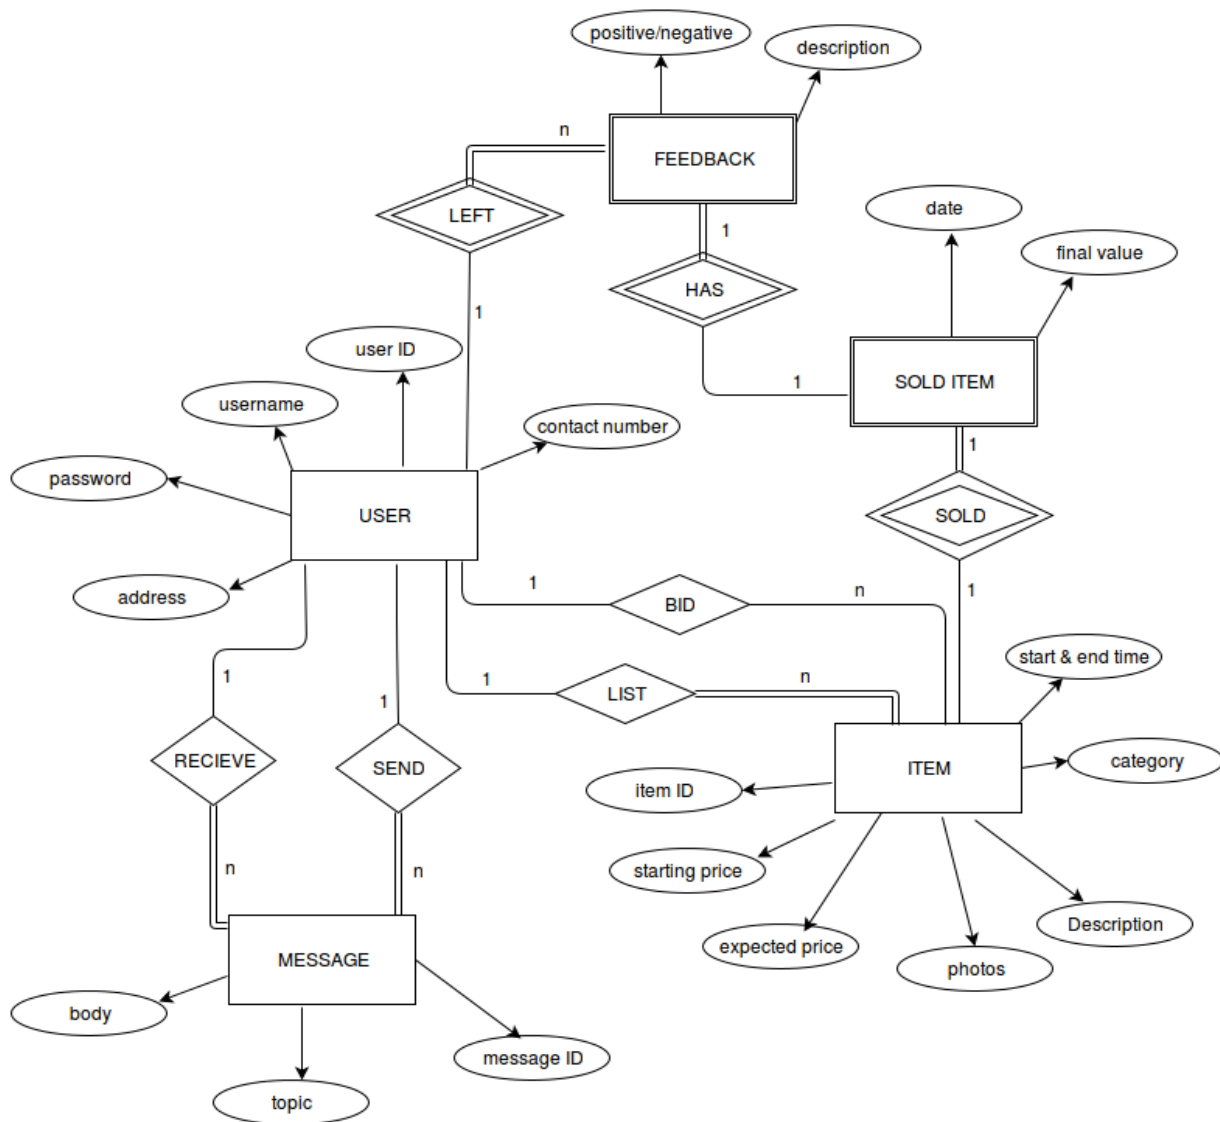 positive/negative
description
n
FEEDBACK
LEFT
date
1
final value
HAS
1
user ID
1
SOLD ITEM
username
contact number
1
password
USER
SOLD
address
1
BID
n
1
start & end time
1
1
LIST
n
1
RECIEVE
SEND
ITEM
category
item ID
starting price
n
n
Description
expected price
MESSAGE
photos
body
message ID
topic